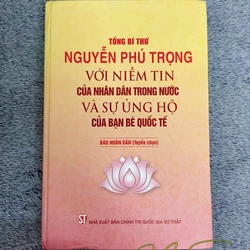 TỔNG BÍ THƯ
NGUYỄN PHÚ TRỌNG
VỚI NIỀM TIN
CỦA NHÂN DÂN TRONG NƯỚC
VÀ SỰ ỦNG HỘ
CỦA BẠN BÈ QUỐC TẾ
BÁO NHÂN DÂN (Tuyển chọn)
ST NHÀ XUẤT BẢN CHÍNH TRỊ QUỐC GIA SỰ THẬT